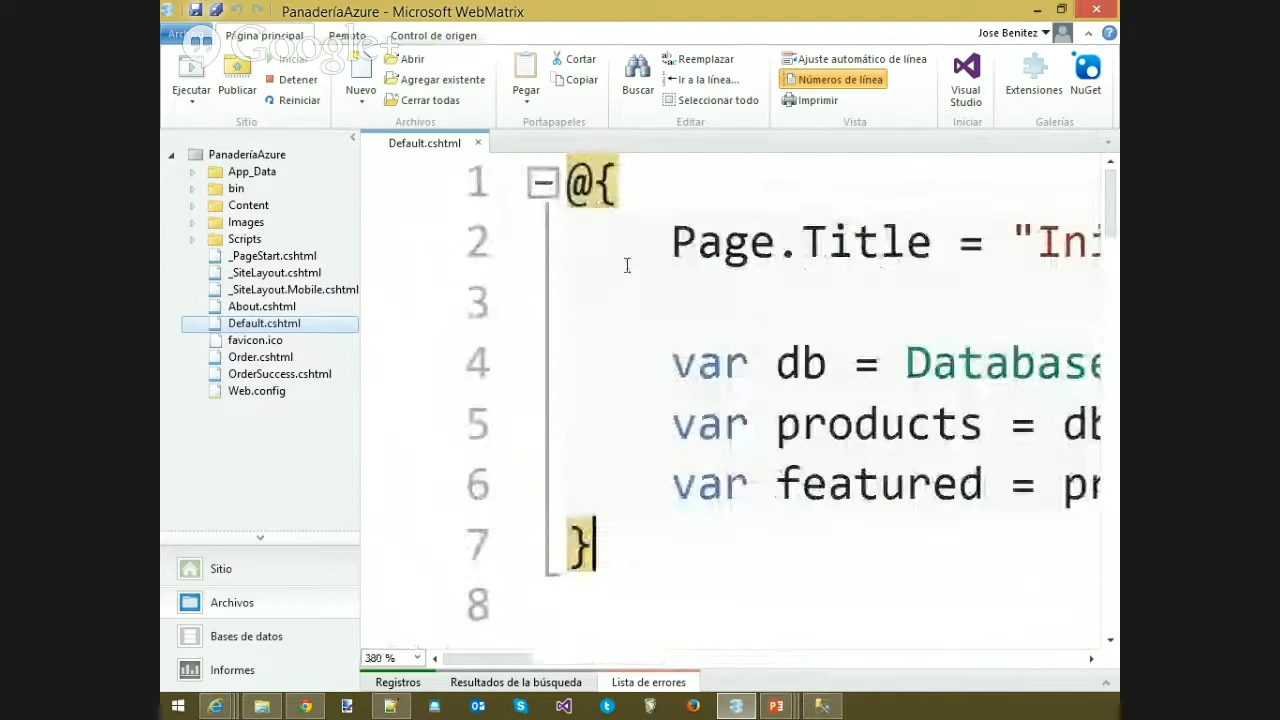 PanaderíaAzure - Microsoft WebMatrix
Archivo Página principal Remoto Control de origen Jose Benitez
Google+
Ejecutar
Publicar
Iniciar
Detener
Reiniciar
Sitio
Nuevo
Abrir
Agregar existente
Cerrar todas
Archivos
Pegar
Cortar
Copiar
Portapapeles
Buscar
Reemplazar
Ir a la línea...
Seleccionar todo
Editar
Ajuste automático de línea
Números de línea
Imprimir
Vista
Visual
Studio
Iniciar
Extensiones
NuGet
Galerías
PanaderíaAzure
App_Data
bin
Content
Images
Scripts
_PageStart.cshtml
_SiteLayout.cshtml
_SiteLayout.Mobile.cshtml
About.cshtml
Default.cshtml
favicon.ico
Order.cshtml
OrderSuccess.cshtml
Web.config
Sitio
Archivos
Bases de datos
Informes
Default.cshtml
1 @{
2 Page.Title = "Ini
3
4 var db = Database
5 var products = db
6 var featured = pr
7 }
8
380 %
Registros Resultados de la búsqueda Lista de errores